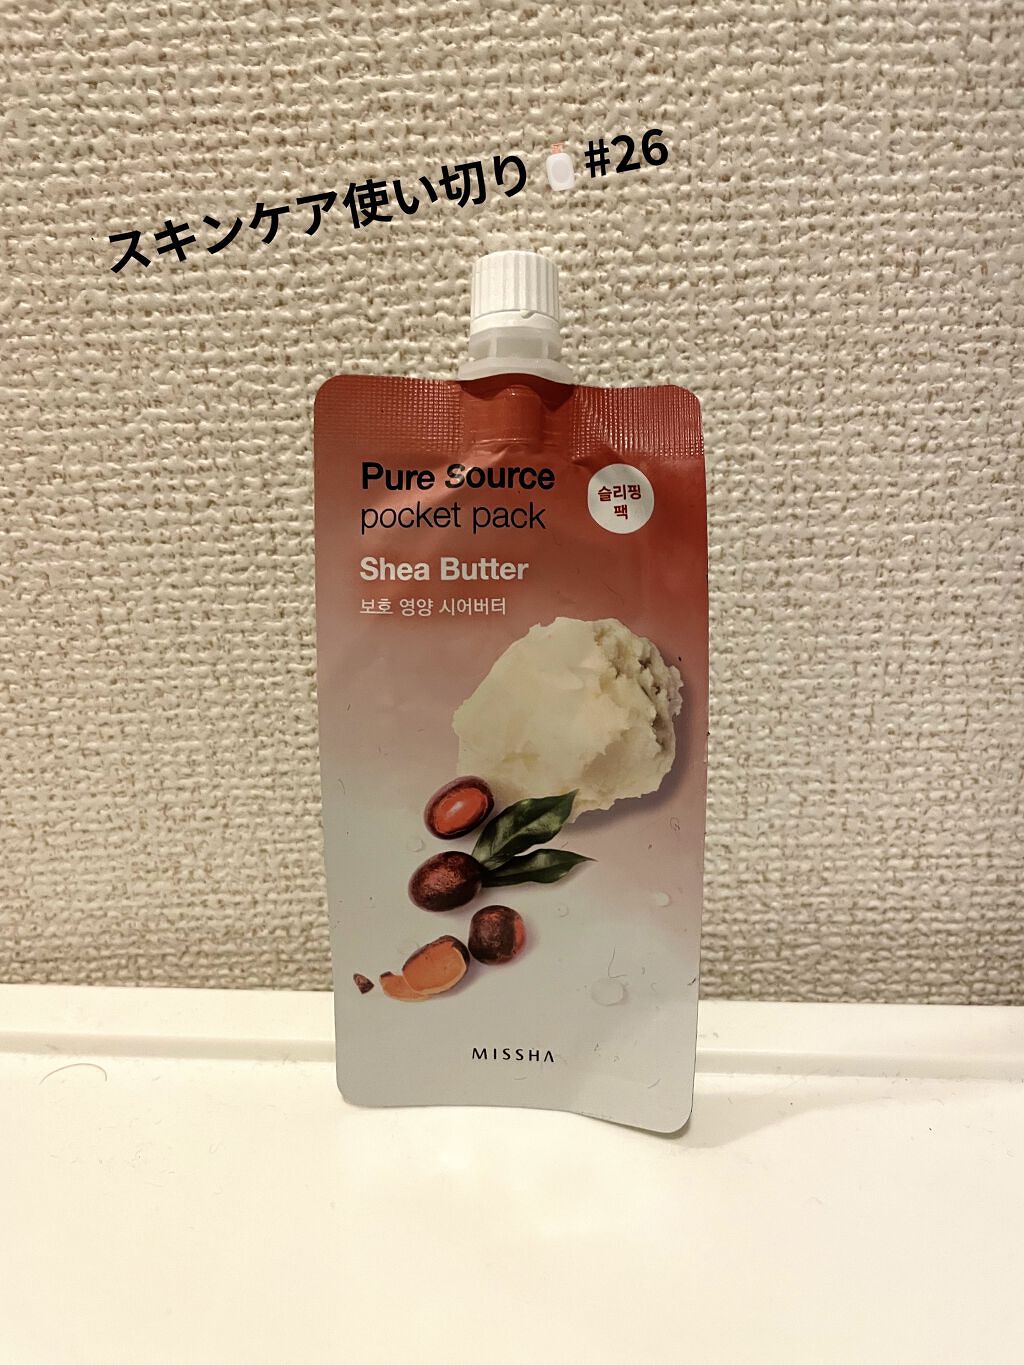 スキンケア使い切り🧴#26
Pure Source
pocket pack
슬리핑
팩
Shea Butter
보호 영양 시어버터
MISSHA